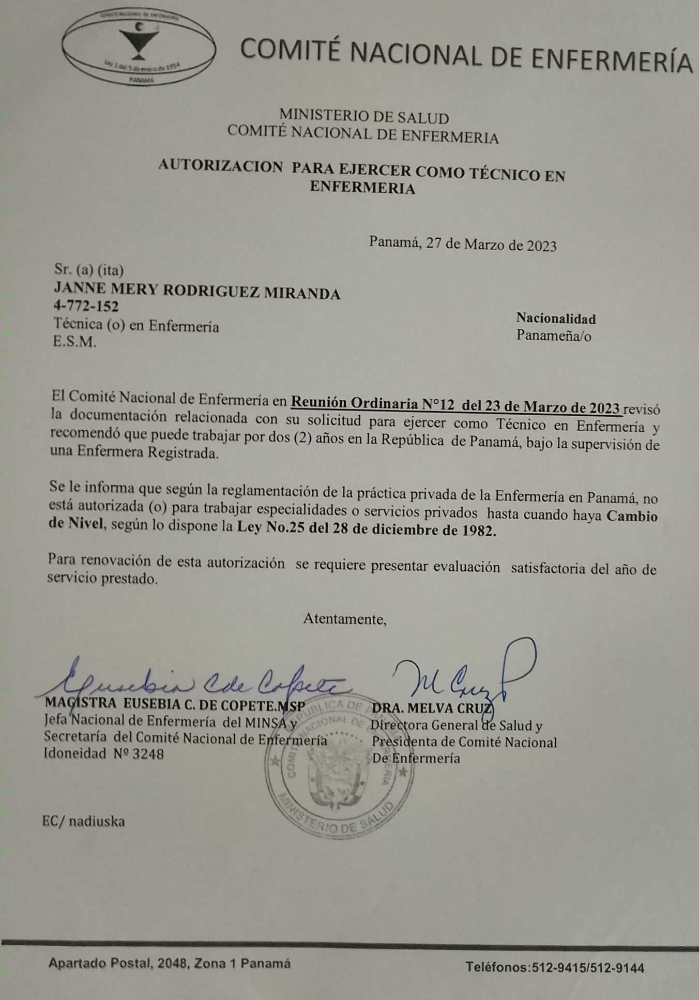 COMITÉ NACIONAL DE ENFERMERÍA
Ley 1 del 5 de enero de 1954
PANAMÁ
COMITÉ NACIONAL DE ENFERMERÍA
MINISTERIO DE SALUD
COMITÉ NACIONAL DE ENFERMERIA
AUTORIZACION PARA EJERCER COMO TÉCNICO EN
ENFERMERIA
Panamá, 27 de Marzo de 2023
Sr. (a) (ita)
JANNE MERY RODRIGUEZ MIRANDA
4-772-152
Técnica (o) en Enfermería
E.S.M.
Nacionalidad
Panameña/o
El Comité Nacional de Enfermería en Reunión Ordinaria N°12 del 23 de Marzo de 2023 revisó
la documentación relacionada con su solicitud para ejercer como Técnico en Enfermería y
recomendó que puede trabajar por dos (2) años en la República de Panamá, bajo la supervisión de
una Enfermera Registrada.
Se le informa que según la reglamentación de la práctica privada de la Enfermería en Panamá, no
está autorizada (o) para trabajar especialidades o servicios privados hasta cuando haya Cambio
de Nivel, según lo dispone la Ley No.25 del 28 de diciembre de 1982.
Para renovación de esta autorización se requiere presentar evaluación satisfactoria del año de
servicio prestado.
Atentamente,
Eusebia C de Copete
M Cruz
MAGISTRA EUSEBIA C. DE COPETE.MSP
Jefa Nacional de Enfermería del MINSA y
Secretaría del Comité Nacional de Enfermería
Idoneidad Nº 3248
DRA. MELVA CRUZ
Directora General de Salud y
Presidenta de Comité Nacional
De Enfermería
REPUBLICA DE PANAMA
COMITE NACIONAL DE ENFERMERIA
MINISTERIO DE SALUD
EC/ nadiuska
Apartado Postal, 2048, Zona 1 Panamá
Teléfonos:512-9415/512-9144